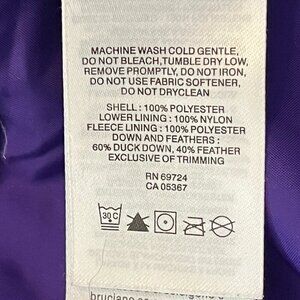 MACHINE WASH COLD GENTLE,
DO NOT BLEACH,TUMBLE DRY LOW,
REMOVE PROMPTLY, DO NOT IRON,
DO NOT USE FABRIC SOFTENER,
DO NOT DRYCLEAN
SHELL : 100% POLYESTER
LOWER LINING : 100% NYLON
FLEECE LINING : 100% POLYESTER
DOWN AND FEATHERS :
60% DUCK DOWN, 40% FEATHER
EXCLUSIVE OF TRIMMING
RN 69724
CA 05367
30 C